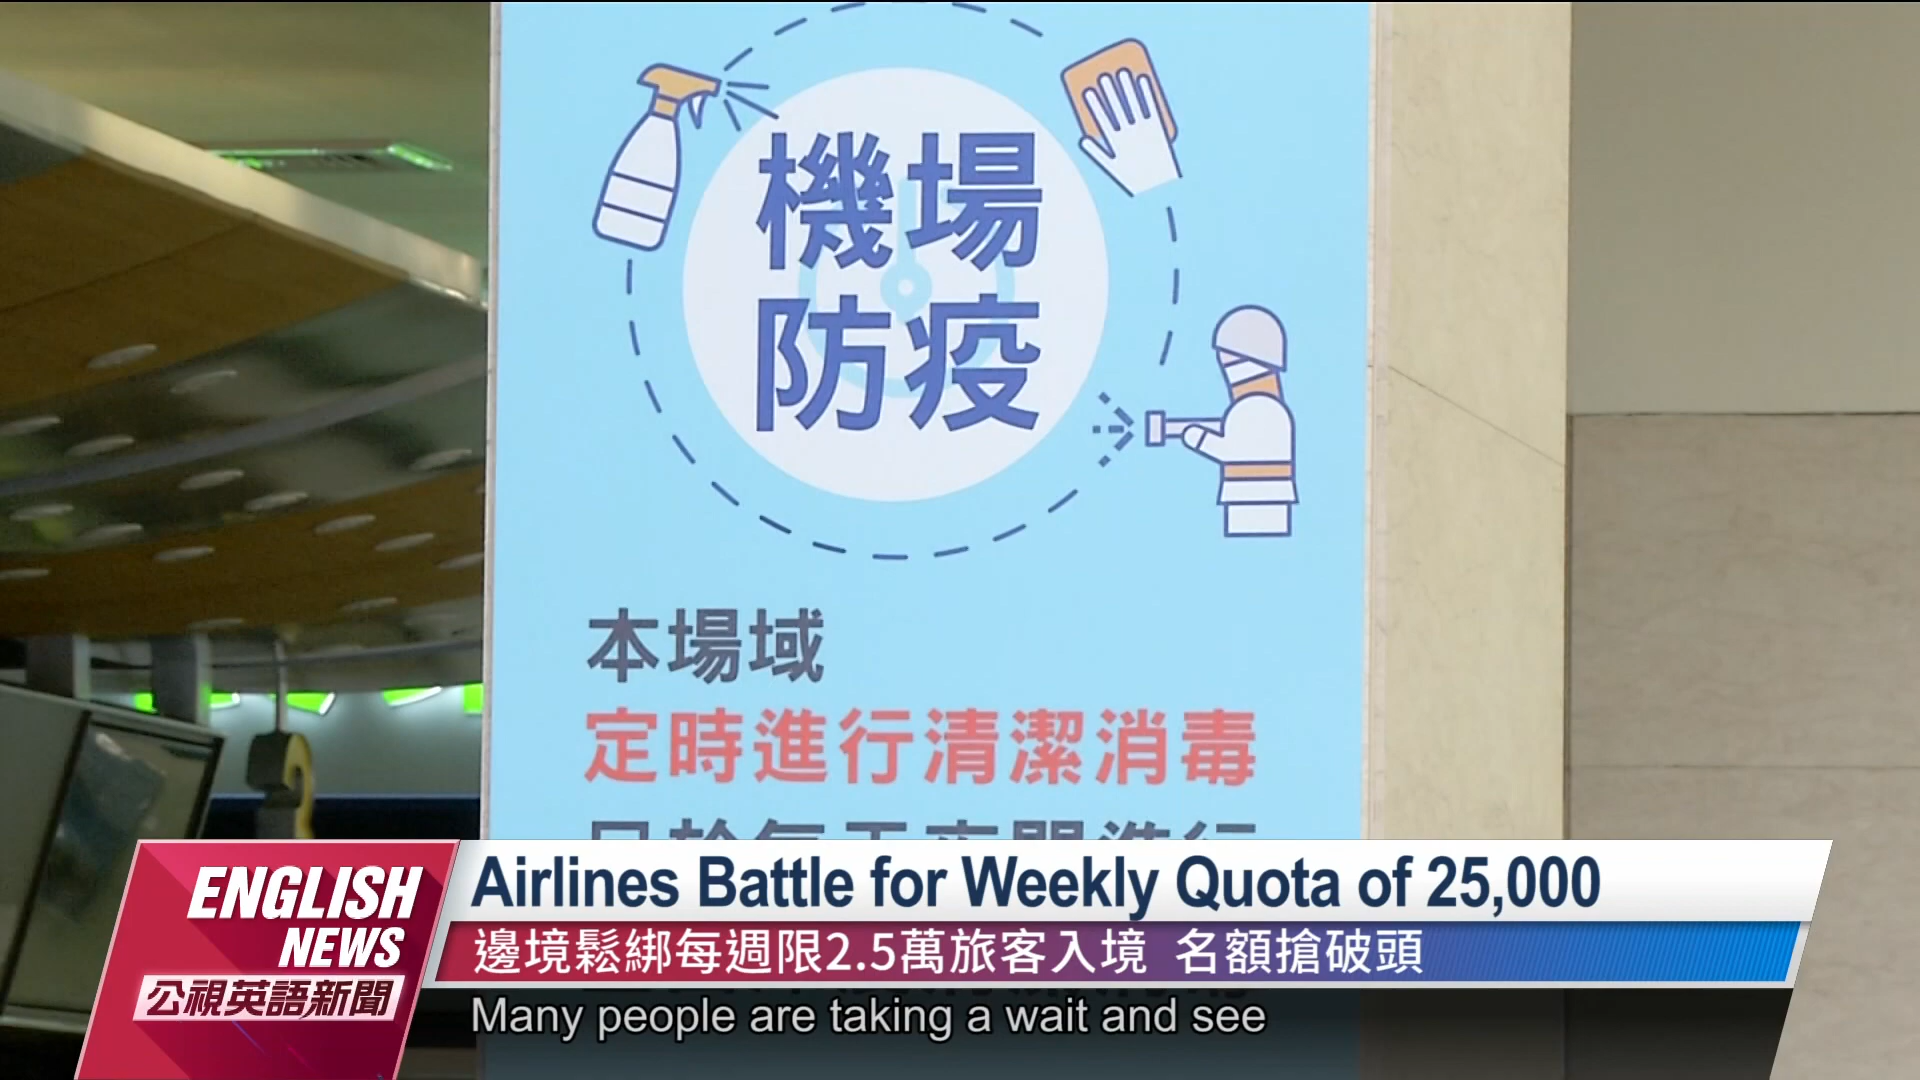 機場
防疫
本場域
定時進行清潔消毒
ENGLISH
NEWS
公視英語新聞
Airlines Battle for Weekly Quota of 25,000
邊境鬆綁每週限2.5萬旅客入境 名額搶破頭
Many people are taking a wait and see